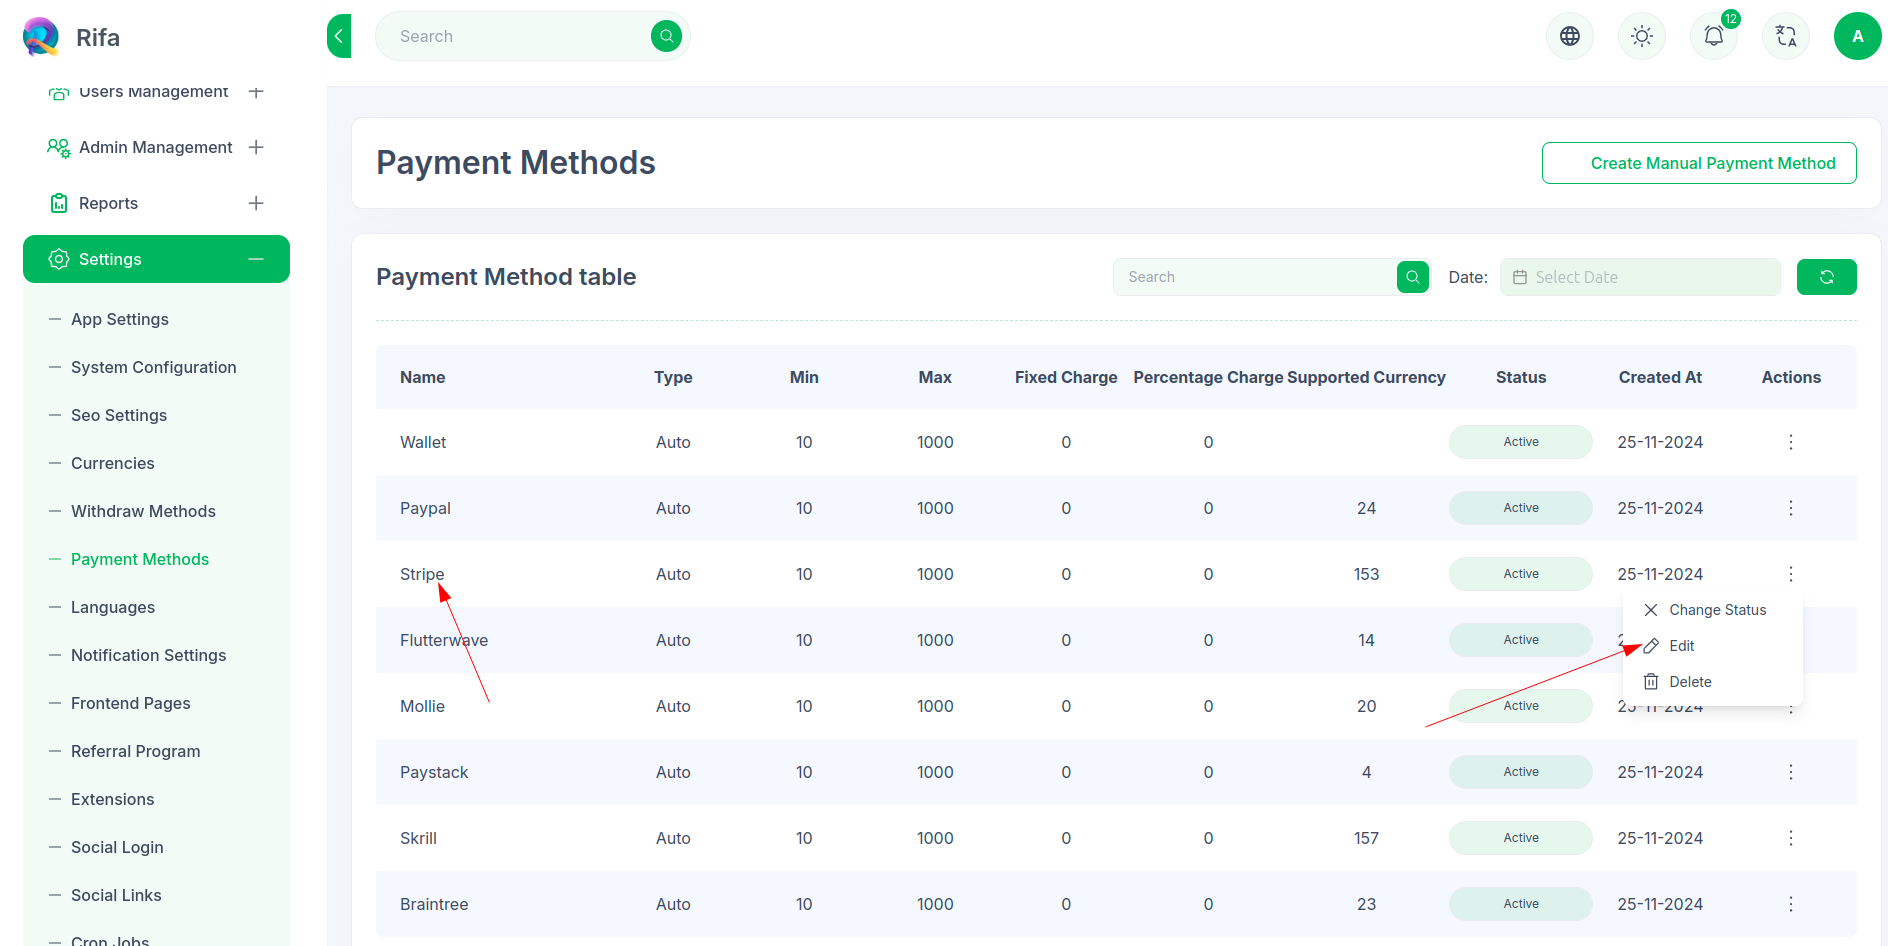 Rifa
Search
12
A
Users Management
Admin Management
Reports
Settings
App Settings
System Configuration
Seo Settings
Currencies
Withdraw Methods
Payment Methods
Languages
Notification Settings
Frontend Pages
Referral Program
Extensions
Social Login
Social Links
Cron Jobs
Payment Methods
Create Manual Payment Method
Payment Method table
Search
Date: Select Date
Name Type Min Max Fixed Charge Percentage Charge Supported Currency Status Created At Actions
Wallet Auto 10 1000 0 0 Active 25-11-2024
Paypal Auto 10 1000 0 0 24 Active 25-11-2024
Stripe Auto 10 1000 0 0 153 Active 25-11-2024
Change Status
Edit
Delete
Flutterwave Auto 10 1000 0 0 14 Active
Mollie Auto 10 1000 0 0 20 Active 25-11-2024
Paystack Auto 10 1000 0 0 4 Active 25-11-2024
Skrill Auto 10 1000 0 0 157 Active 25-11-2024
Braintree Auto 10 1000 0 0 23 Active 25-11-2024